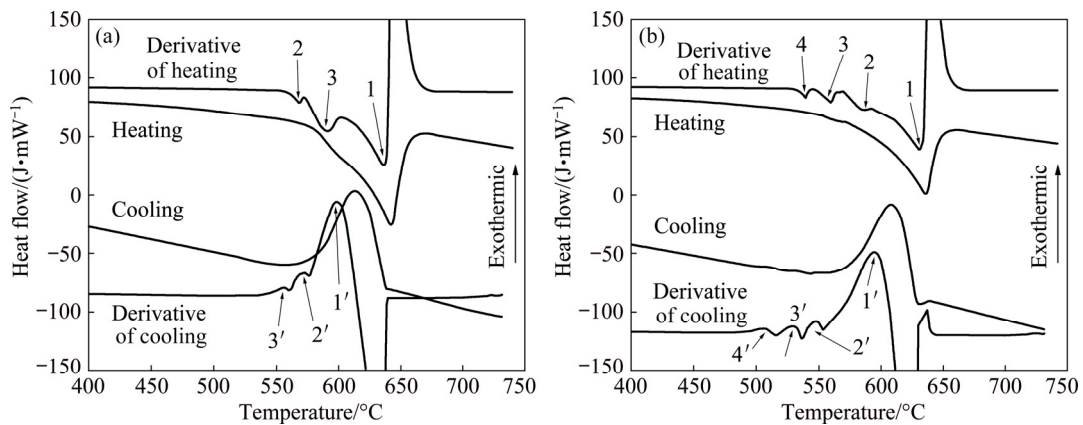 (a)
Derivative
of heating
2
3
1
Heating
Cooling
Derivative
of cooling
3′
2′
1′
Exothermic
Heat flow/(J•mW⁻¹)
150
100
50
0
−50
−100
−150
400
450
500
550
600
650
700
750
Temperature/°C
(b)
Derivative
of heating
4
3
2
1
Heating
Cooling
Derivative
of cooling
4′
3′
2′
1′
Exothermic
Heat flow/(J•mW⁻¹)
150
100
50
0
−50
−100
−150
400
450
500
550
600
650
700
750
Temperature/°C